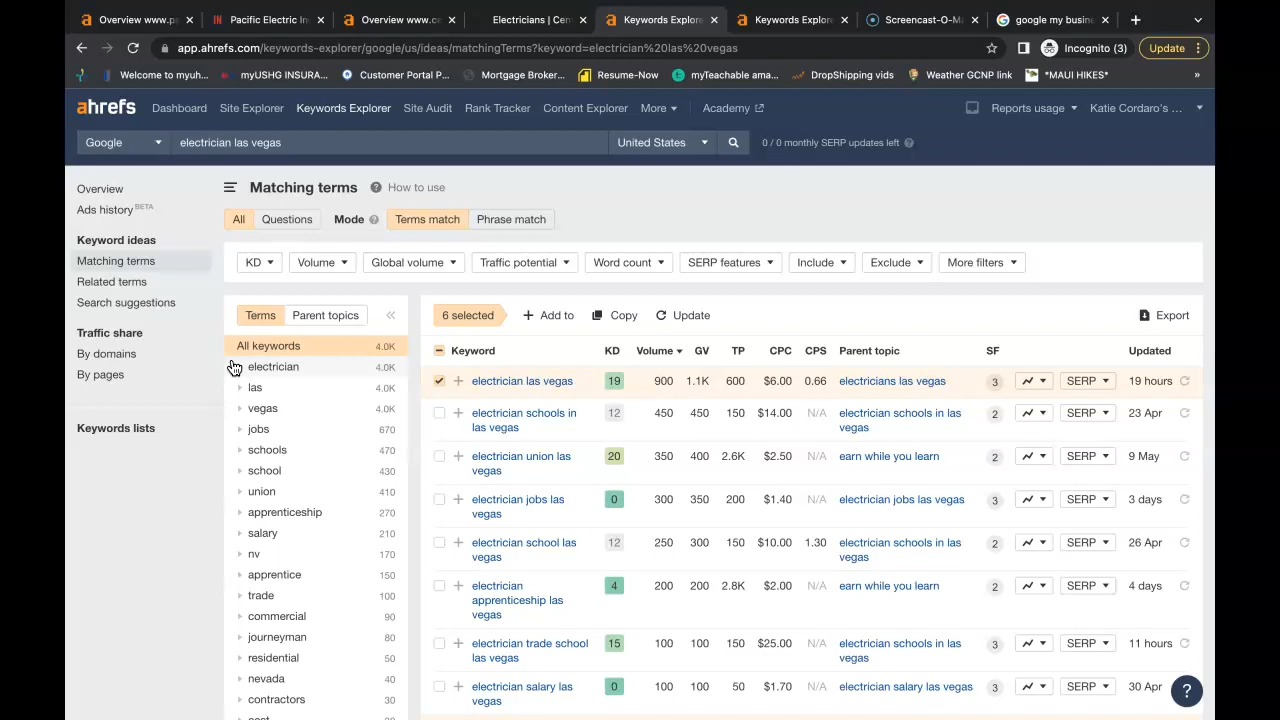 Overview www.p
Pacific Electric In
Overview www.ce
Electricians | Cen
Keywords Explore
Keywords Explore
Screencast-O-Ma
google my busine
app.ahrefs.com/keywords-explorer/google/us/ideas/matchingTerms?keyword=electrician%20las%20vegas
Incognito (3)
Update
Welcome to myuh...
myUSHG INSURA...
Customer Portal P...
Mortgage Broker...
Resume-Now
myTeachable ama...
DropShipping vids
Weather GCNP link
*MAUI HIKES*
»
ahrefs
Dashboard
Site Explorer
Keywords Explorer
Site Audit
Rank Tracker
Content Explorer
More
Academy
Reports usage
Katie Cordaro's ...
Google
electrician las vegas
United States
0 / 0 monthly SERP updates left
Overview
Ads history BETA
Keyword ideas
Matching terms
Related terms
Search suggestions
Traffic share
By domains
By pages
Keywords lists
Matching terms
How to use
All
Questions
Mode
Terms match
Phrase match
KD
Volume
Global volume
Traffic potential
Word count
SERP features
Include
Exclude
More filters
Terms
Parent topics
All keywords 4.0K
electrician 4.0K
las 4.0K
vegas 4.0K
jobs 670
schools 470
school 430
union 410
apprenticeship 270
salary 210
nv 170
apprentice 150
trade 100
commercial 90
journeyman 80
residential 50
nevada 40
contractors 30
6 selected
Add to
Copy
Update
Export
Keyword KD Volume GV TP CPC CPS Parent topic SF Updated
electrician las vegas 19 900 1.1K 600 $6.00 0.66 electricians las vegas 3 SERP 19 hours
electrician schools in 12 450 450 150 $14.00 N/A electrician schools in 2 SERP 23 Apr
las vegas vegas
electrician union las 20 350 400 2.6K $2.50 N/A earn while you learn 2 SERP 9 May
vegas
electrician jobs las 0 300 350 200 $1.40 N/A electrician jobs las vegas 3 SERP 3 days
vegas
electrician school las 12 250 300 150 $10.00 1.30 electrician schools in las 2 SERP 26 Apr
vegas vegas
electrician 4 200 200 2.8K $2.00 N/A earn while you learn 2 SERP 4 days
apprenticeship las
vegas
electrician trade school 15 100 100 150 $25.00 N/A electrician schools in las 3 SERP 11 hours
las vegas vegas
electrician salary las 0 100 100 50 $1.70 N/A electrician salary las vegas 3 SERP 30 Apr
vegas
?